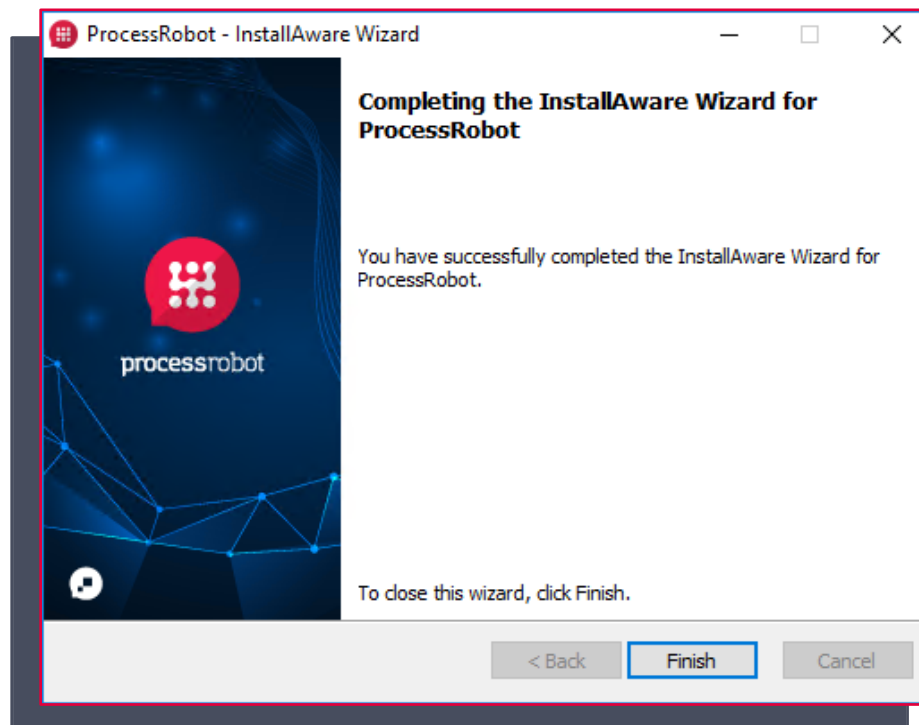 ProcessRobot - InstallAware Wizard
Completing the InstallAware Wizard for
ProcessRobot
You have successfully completed the InstallAware Wizard for
ProcessRobot.
processrobot
To close this wizard, click Finish.
< Back Finish Cancel